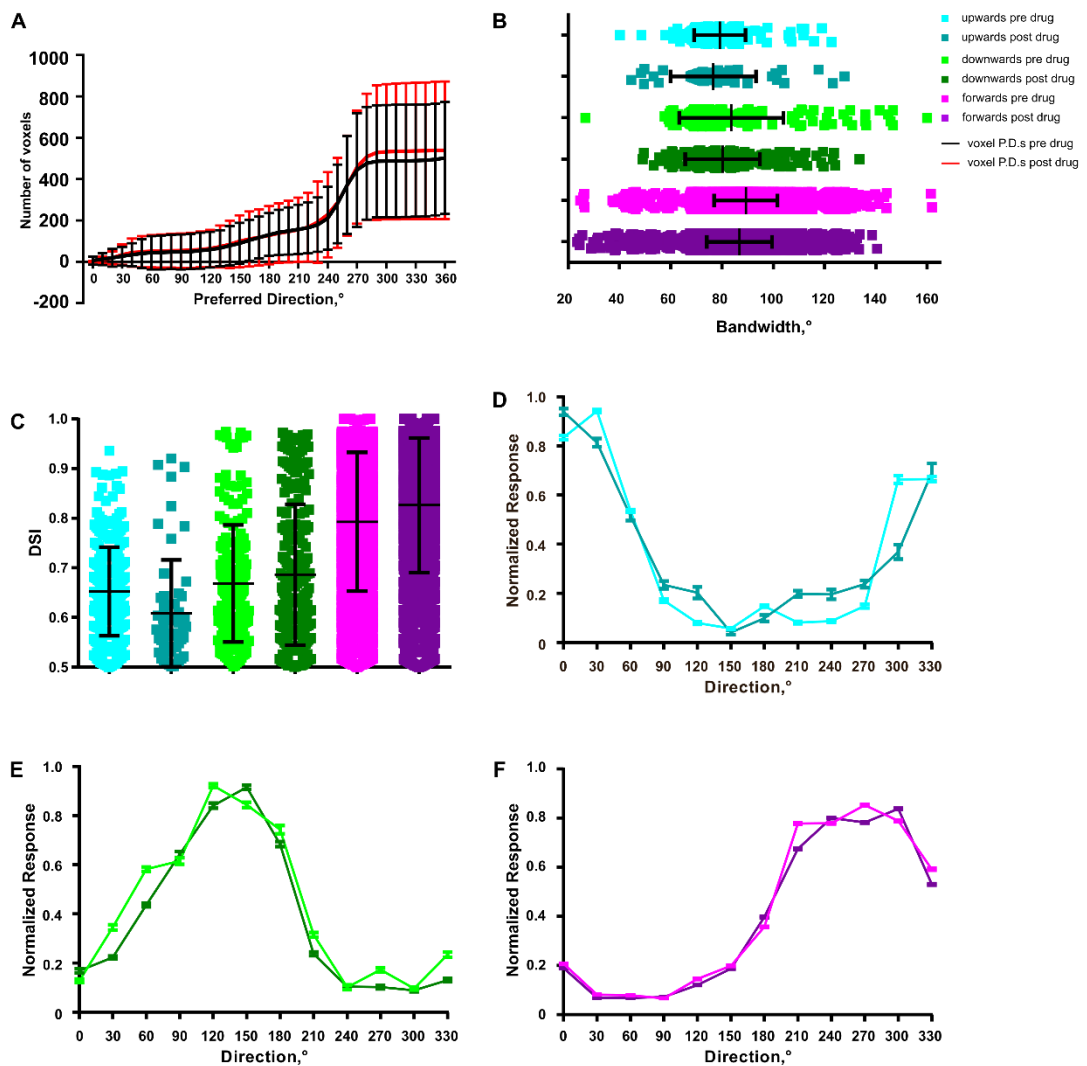 A
Number of voxels
1000
800
600
400
200
0
-200
0 30 60 90 120 150 180 210 240 270 300 330 360
Preferred Direction,°
B
20 40 60 80 100 120 140 160
Bandwidth,°
upwards pre drug
upwards post drug
downwards pre drug
downwards post drug
forwards pre drug
forwards post drug
voxel P.D.s pre drug
voxel P.D.s post drug
C
DSI
1.0
0.9
0.8
0.7
0.6
0.5
D
Normalized Response
1.0
0.8
0.6
0.4
0.2
0
0 30 60 90 120 150 180 210 240 270 300 330
Direction,°
E
Normalized Response
1.0
0.8
0.6
0.4
0.2
0
0 30 60 90 120 150 180 210 240 270 300 330
Direction,°
F
Normalized Response
1.0
0.8
0.6
0.4
0.2
0
0 30 60 90 120 150 180 210 240 270 300 330
Direction,°